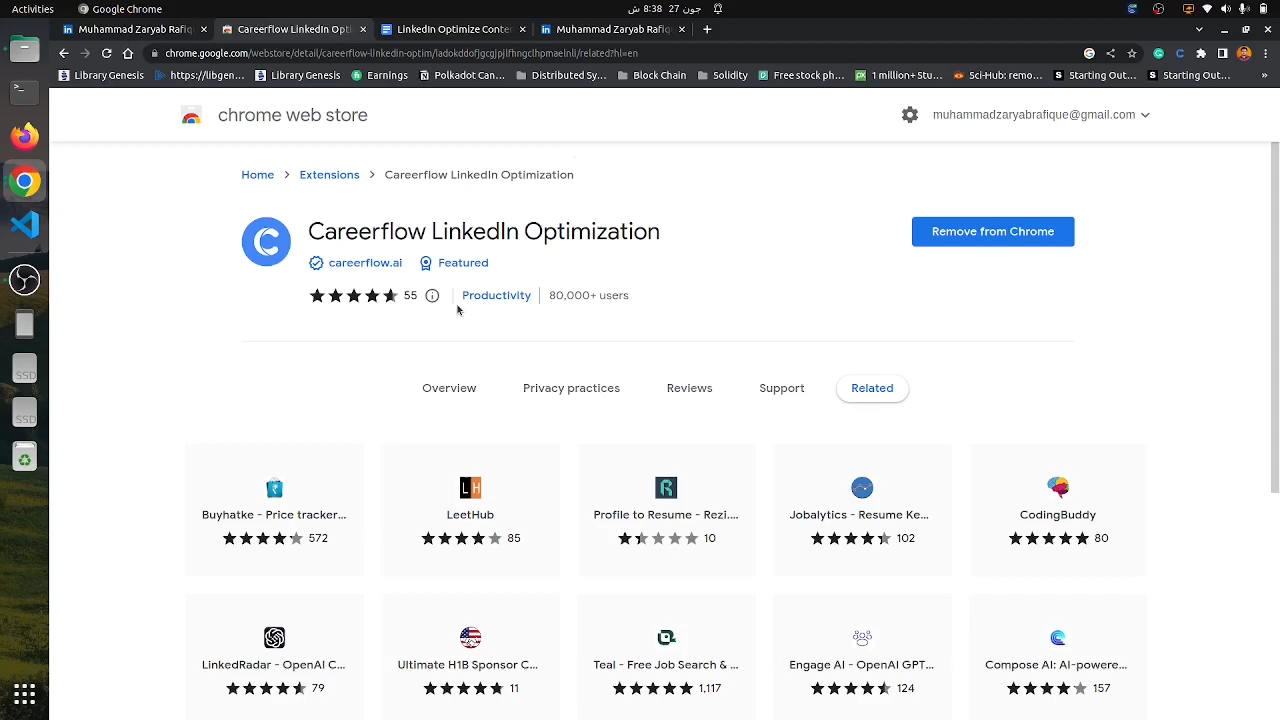 Activities Google Chrome جون 27 8:38 ش
Muhammad Zaryab Rafiq Careerflow LinkedIn Opti LinkedIn Optimize Conten Muhammad Zaryab Rafiq
chrome.google.com/webstore/detail/careerflow-linkedin-optim/iadokddofjgcgjpjlfhngclhpmaelnli/related?hl=en
Library Genesis https://libgen... Library Genesis Earnings Polkadot Can... Distributed Sy... Block Chain Solidity Free stock ph... 1 million+ Stu... Sci-Hub: remo... Starting Out... Starting Out... »
chrome web store muhammadzaryabrafique@gmail.com
Home > Extensions > Careerflow LinkedIn Optimization
Careerflow LinkedIn Optimization
Remove from Chrome
careerflow.ai Featured
55 Productivity 80,000+ users
Overview Privacy practices Reviews Support Related
Buyhatke - Price tracker... LeetHub Profile to Resume - Rezi.... Jobalytics - Resume Ke... CodingBuddy
572 85 10 102 80
LinkedRadar - OpenAI C... Ultimate H1B Sponsor C... Teal - Free Job Search & ... Engage AI - OpenAI GPT... Compose AI: AI-powere...
79 11 1,117 124 157
SSD
SSD